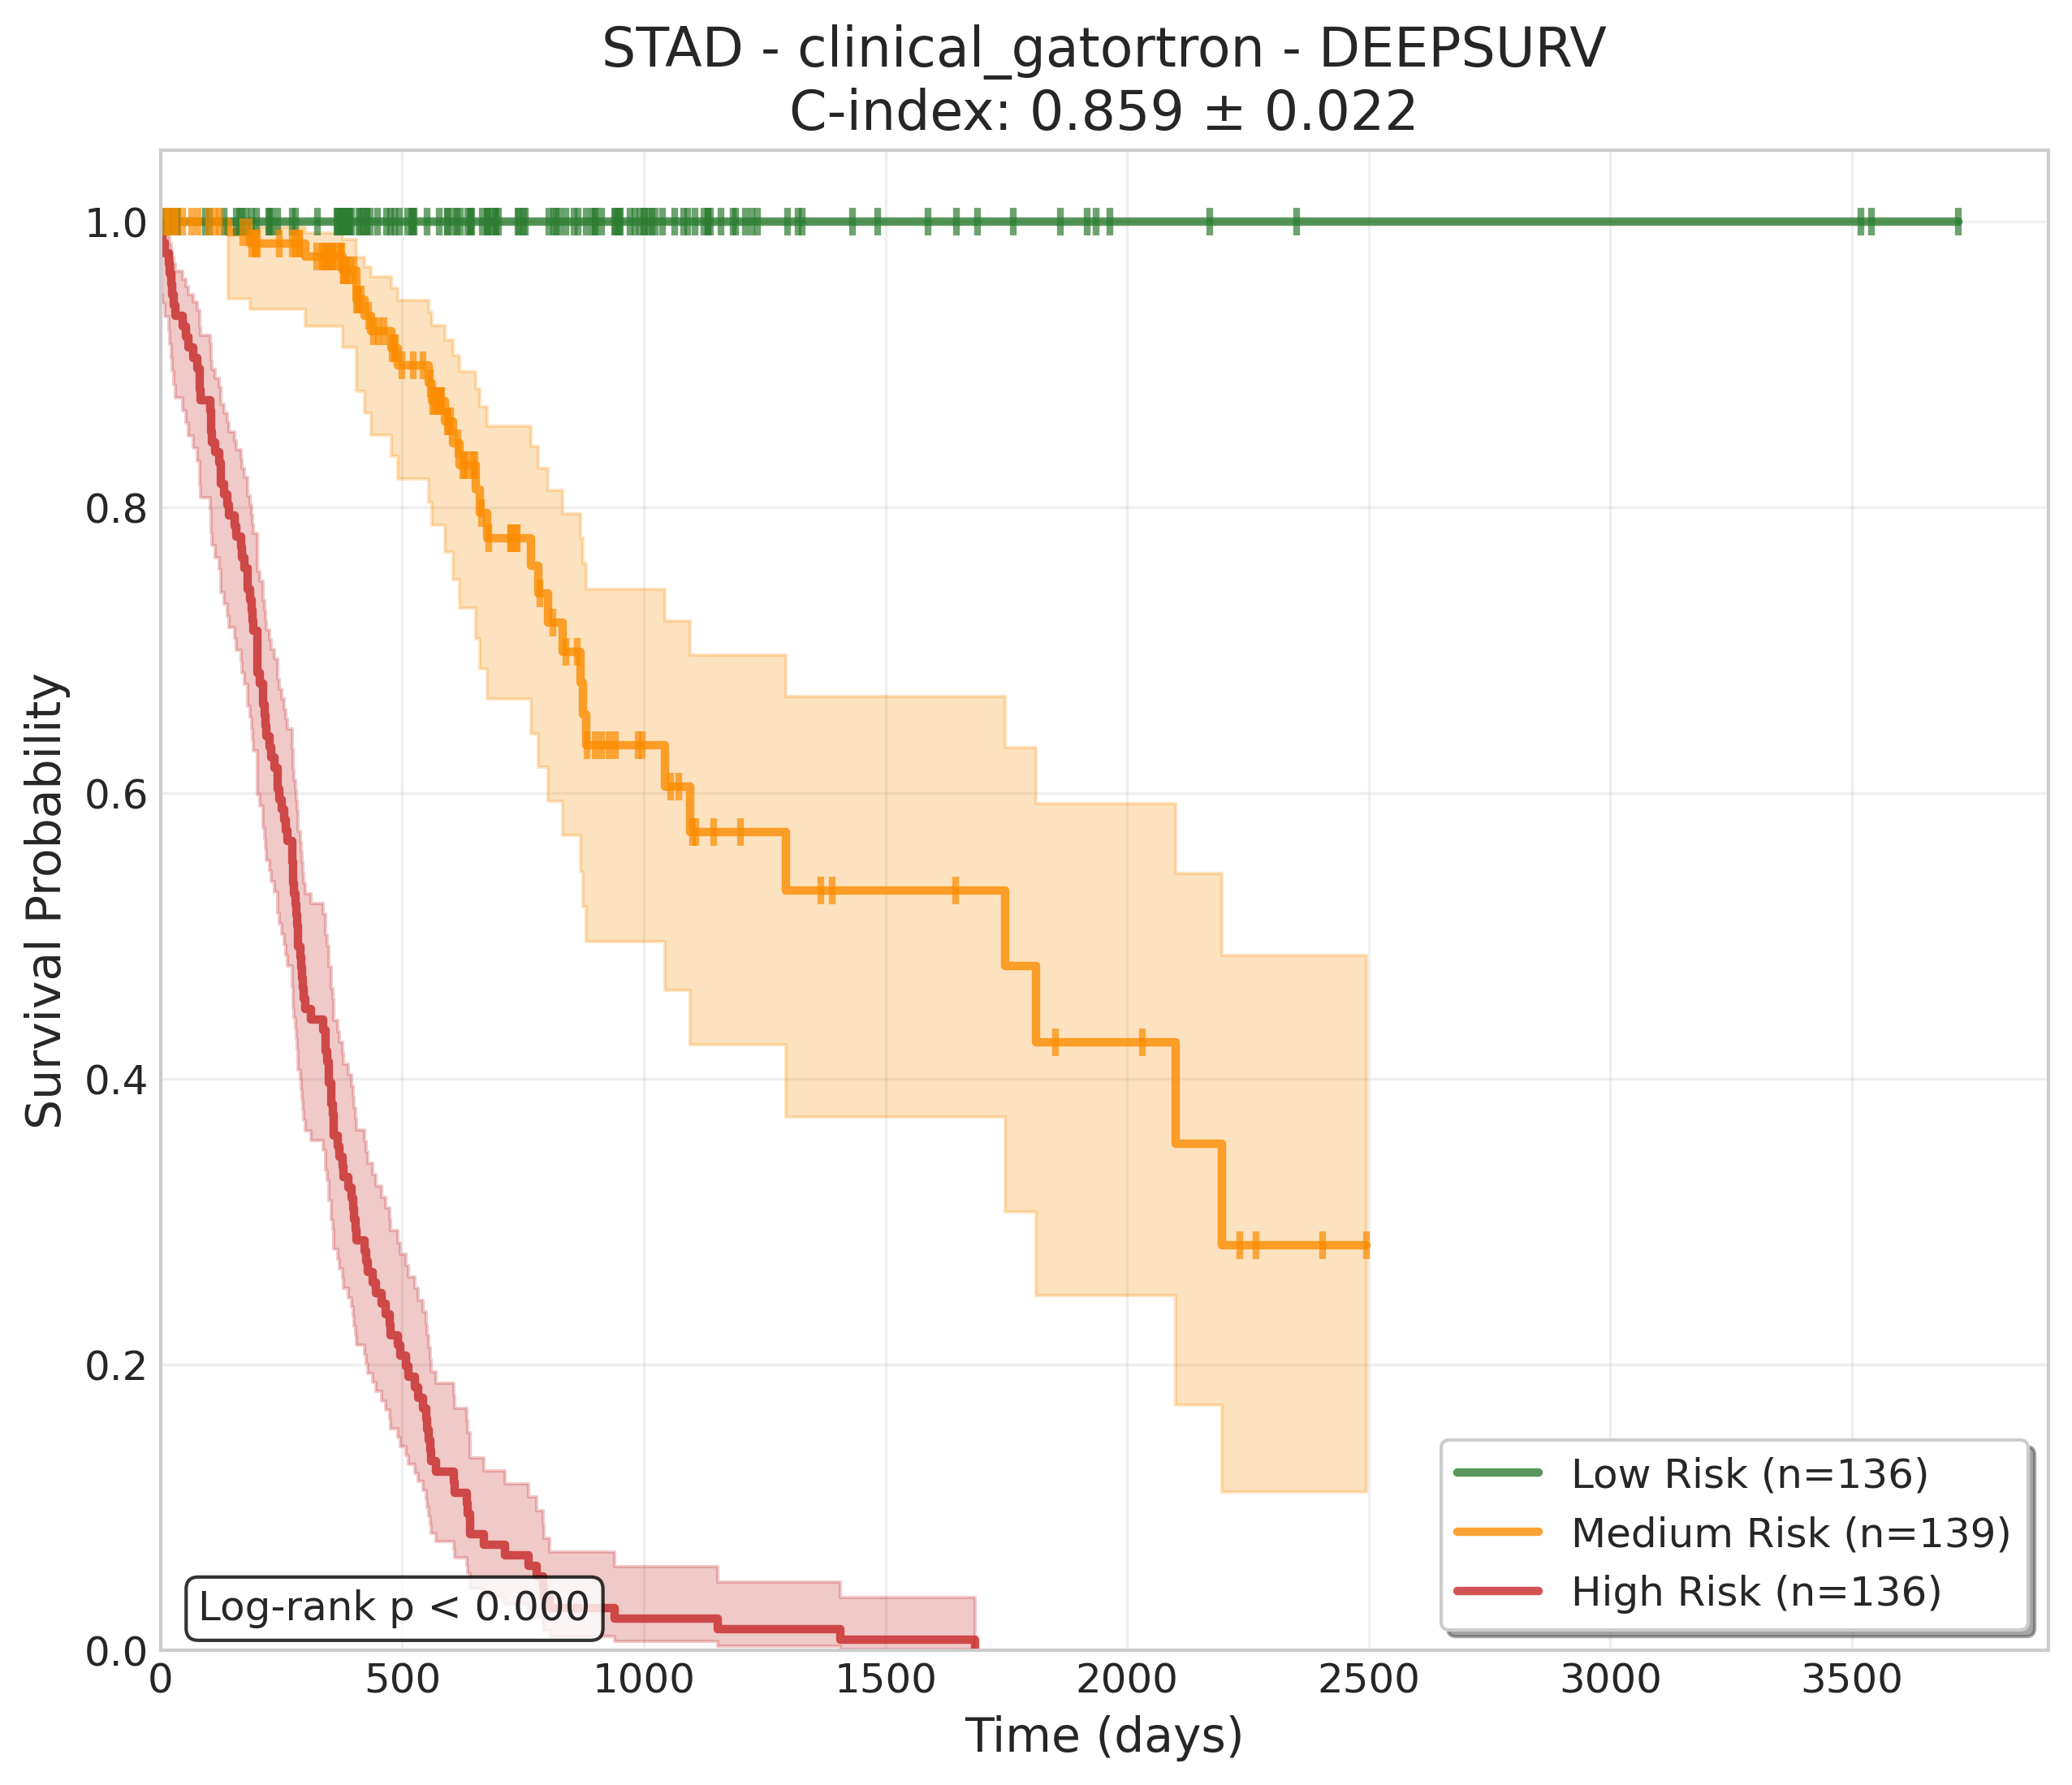 STAD - clinical_gatortron - DEEPSURV
C-index: 0.859 ± 0.022
Survival Probability
1.0
0.8
0.6
0.4
0.2
0.0
Log-rank p < 0.000
Low Risk (n=136)
Medium Risk (n=139)
High Risk (n=136)
0 500 1000 1500 2000 2500 3000 3500
Time (days)